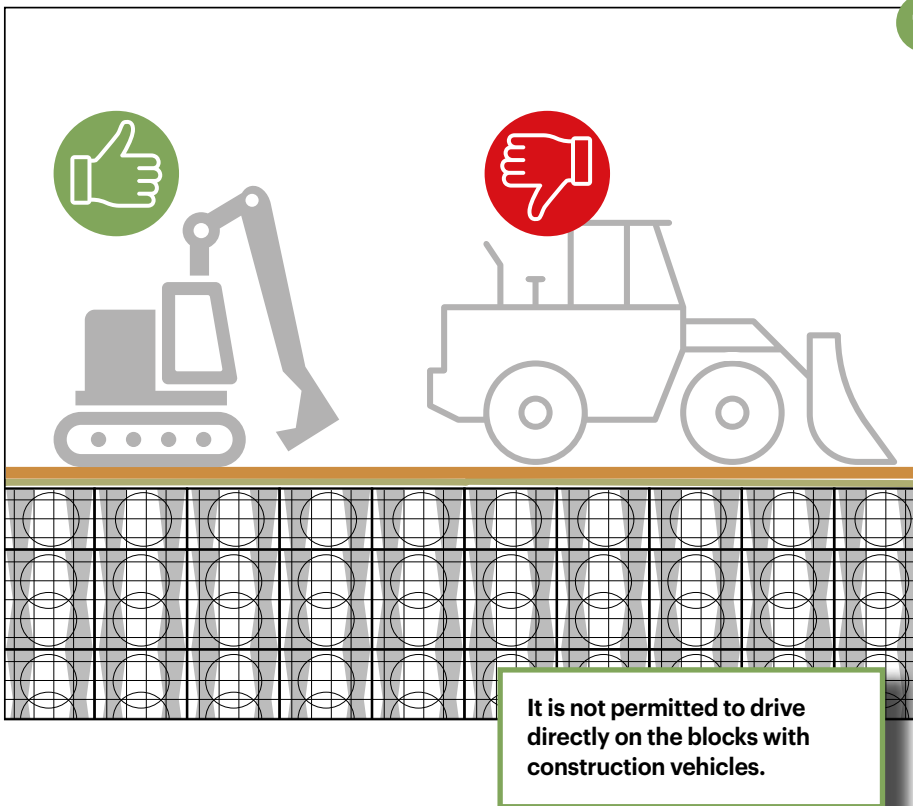 It is not permitted to drive
directly on the blocks with
construction vehicles.